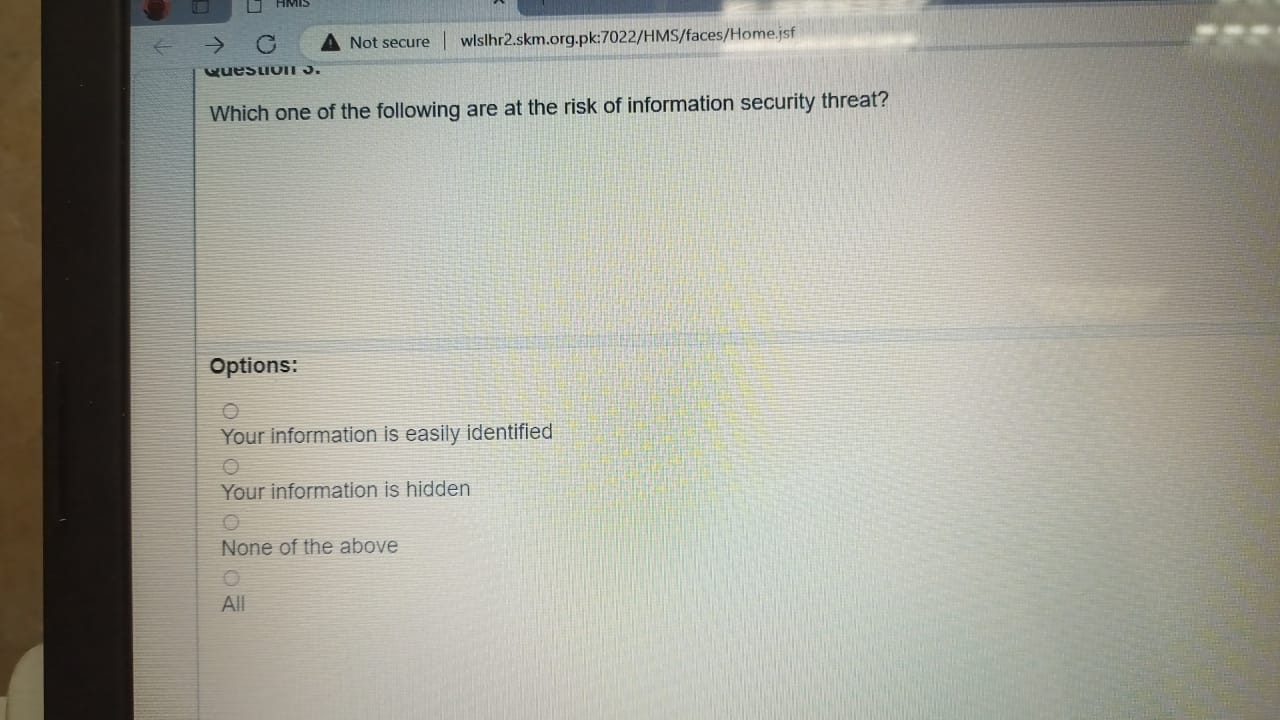 HMIS
Not secure | wlslhr2.skm.org.pk:7022/HMS/faces/Home.jsf
Question 3.
Which one of the following are at the risk of information security threat?
Options:
Your information is easily identified
Your information is hidden
None of the above
All